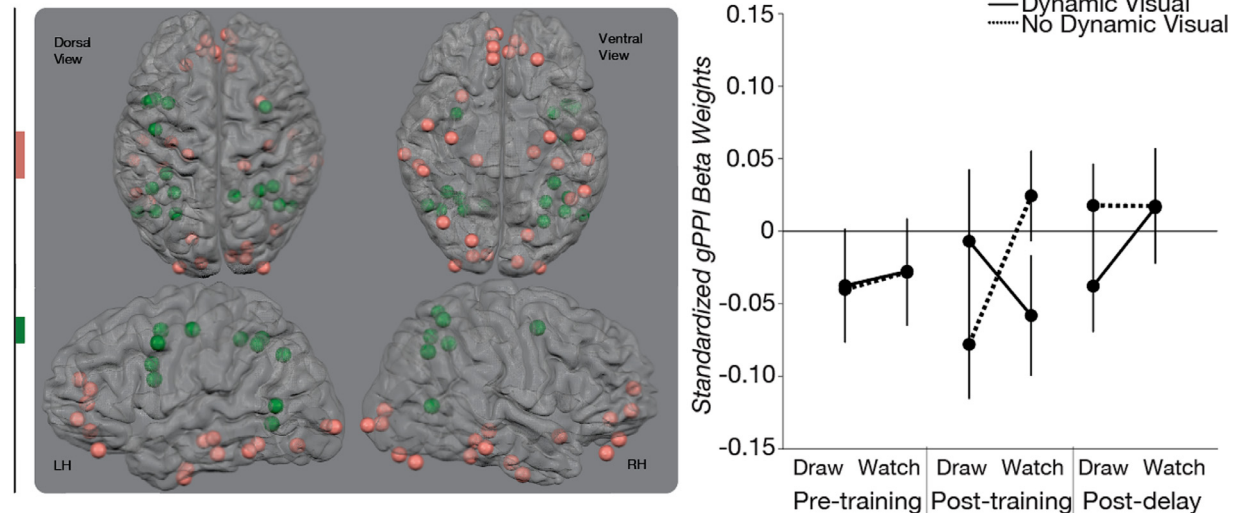 Dorsal
View
Ventral
View
LH
RH
Dynamic Visual
No Dynamic Visual
Standardized gPPI Beta Weights
0.15
0.10
0.05
0
-0.05
-0.10
-0.15
Draw Watch Draw Watch Draw Watch
Pre-training Post-training Post-delay